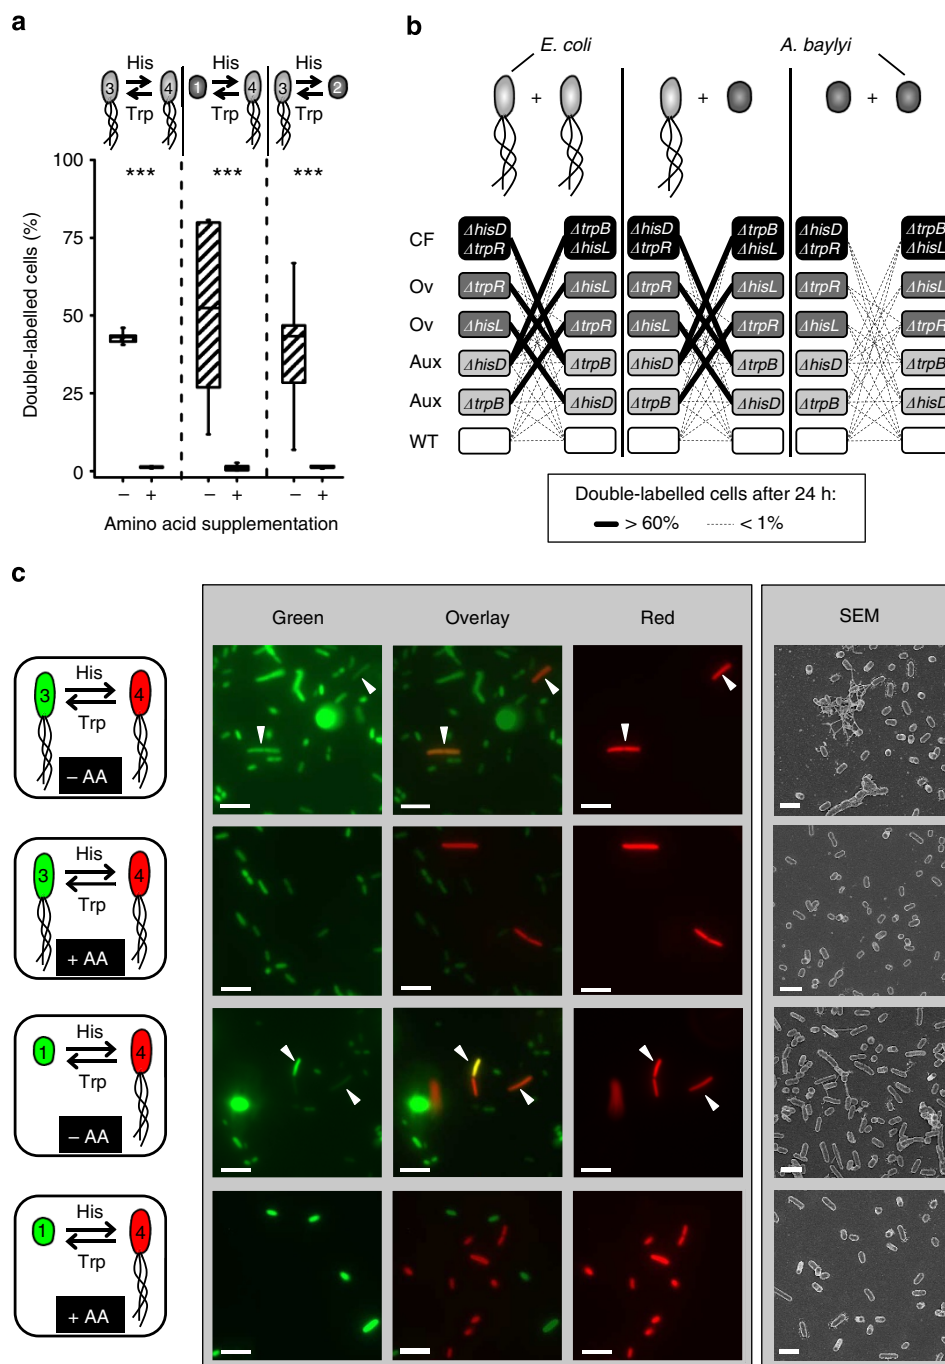 a
His His His
3 4 1 4 3 2
Trp Trp Trp
100
75
50
25
0
Double-labelled cells (%)
*** *** ***
– + – + – +
Amino acid supplementation
b
E. coli A. baylyi
+ + +
CF ΔhisD ΔtrpR ΔtrpB ΔhisL ΔhisD ΔtrpR ΔtrpB ΔhisL ΔhisD ΔtrpR ΔtrpB ΔhisL
Ov ΔtrpR ΔhisL ΔtrpR ΔhisL ΔtrpR ΔhisL
Ov ΔhisL ΔtrpR ΔhisL ΔtrpR ΔhisL ΔtrpR
Aux ΔhisD ΔtrpB ΔhisD ΔtrpB ΔhisD ΔtrpB
Aux ΔtrpB ΔhisD ΔtrpB ΔhisD ΔtrpB ΔhisD
WT
Double-labelled cells after 24 h:
> 60% < 1%
c
Green Overlay Red SEM
His
3 4
Trp
– AA
His
3 4
Trp
+ AA
His
1 4
Trp
– AA
His
1 4
Trp
+ AA